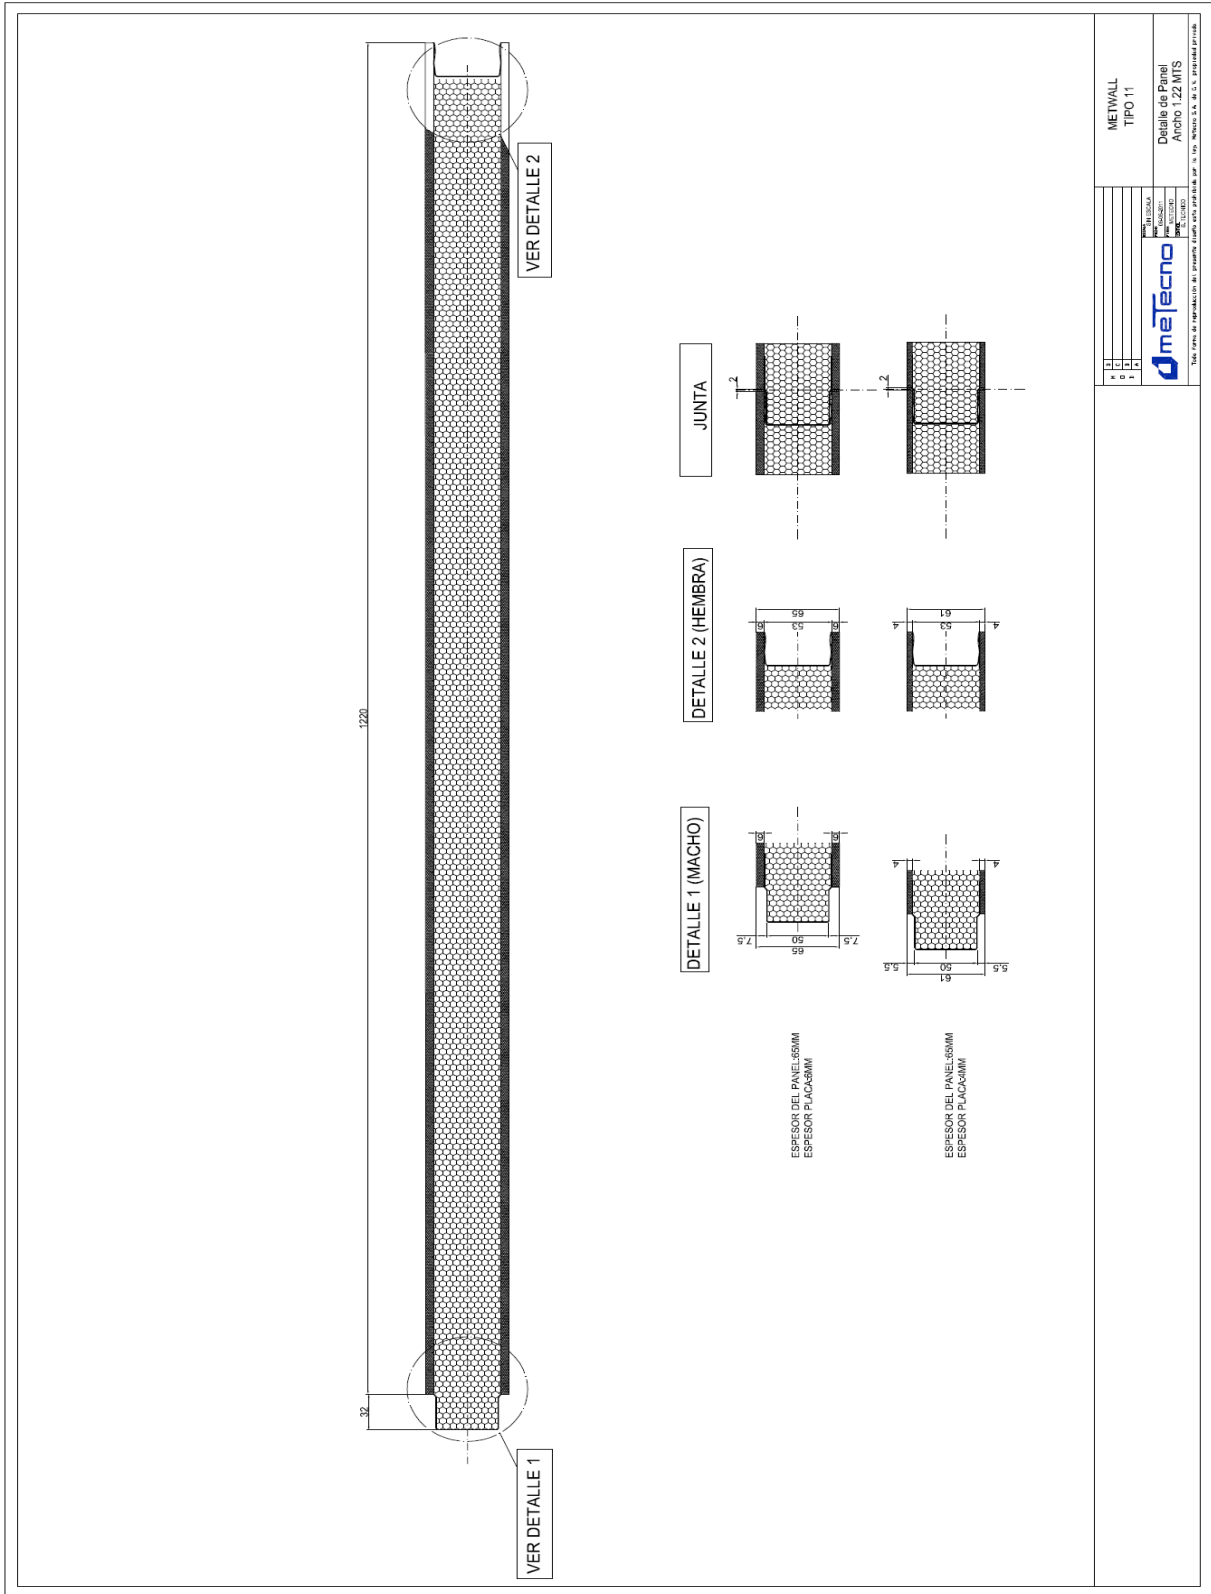 VER DETALLE 1
VER DETALLE 2
32
1220
DETALLE 1 (MACHO)
DETALLE 2 (HEMBRA)
JUNTA
ESPESOR DEL PANEL:65MM
ESPESOR PLACA:6MM
7,5
50
7,5
65
6
6
6
53
6
65
2
ESPESOR DEL PANEL:65MM
ESPESOR PLACA:4MM
5,5
50
5,5
61
4
4
4
53
4
61
2
METWALL
TIPO 11
Detalle de Panel
Ancho 1.22 MTS
SIN ESCALA
METECNO
meTecno